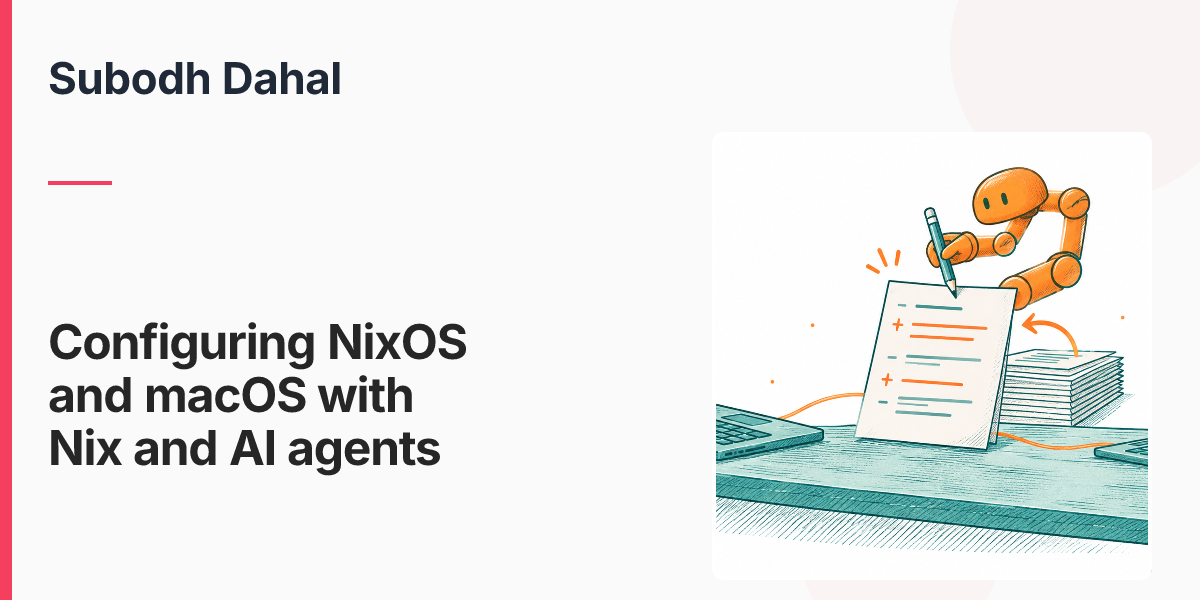 Subodh Dahal
Configuring NixOS
and macOS with
Nix and AI agents